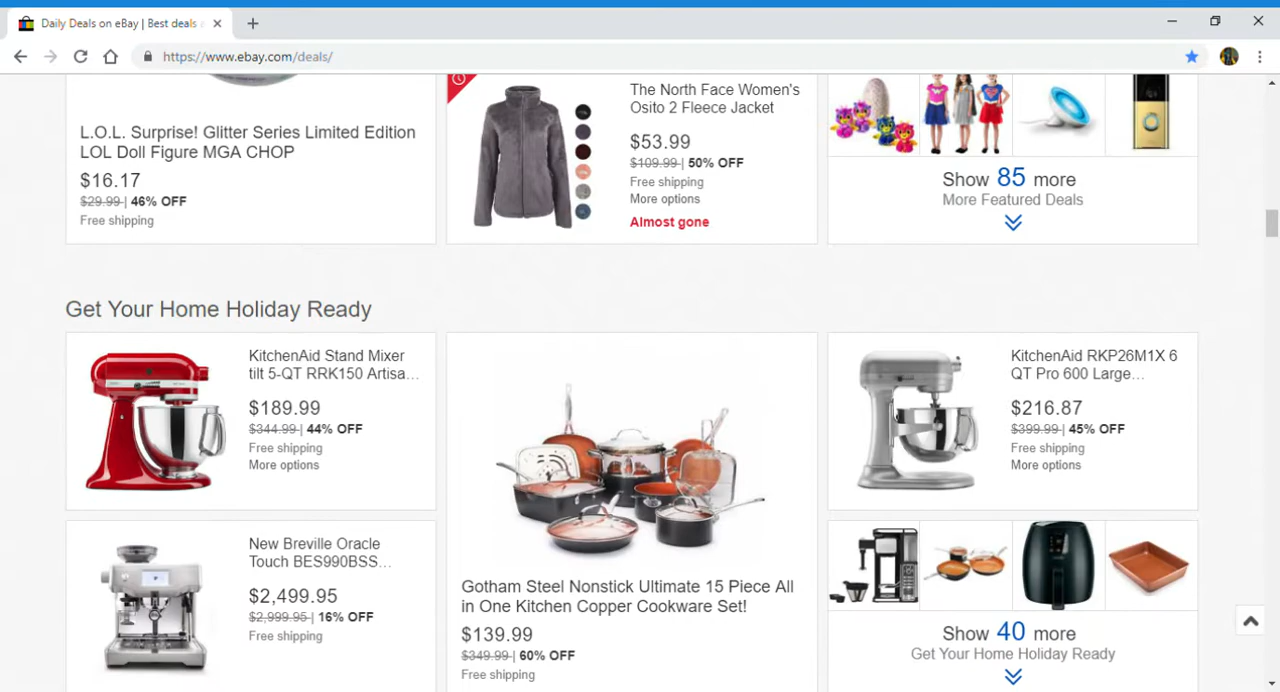 Daily Deals on eBay | Best deals
https://www.ebay.com/deals/
L.O.L. Surprise! Glitter Series Limited Edition
LOL Doll Figure MGA CHOP
$16.17
$29.99 | 46% OFF
Free shipping
The North Face Women's
Osito 2 Fleece Jacket
$53.99
$109.99 | 50% OFF
Free shipping
More options
Almost gone
Show 85 more
More Featured Deals
Get Your Home Holiday Ready
KitchenAid Stand Mixer
tilt 5-QT RRK150 Artisa...
$189.99
$344.99 | 44% OFF
Free shipping
More options
New Breville Oracle
Touch BES990BSS...
$2,499.95
$2,999.95 | 16% OFF
Free shipping
Gotham Steel Nonstick Ultimate 15 Piece All
in One Kitchen Copper Cookware Set!
$139.99
$349.99 | 60% OFF
Free shipping
KitchenAid RKP26M1X 6
QT Pro 600 Large...
$216.87
$399.99 | 45% OFF
Free shipping
More options
Show 40 more
Get Your Home Holiday Ready